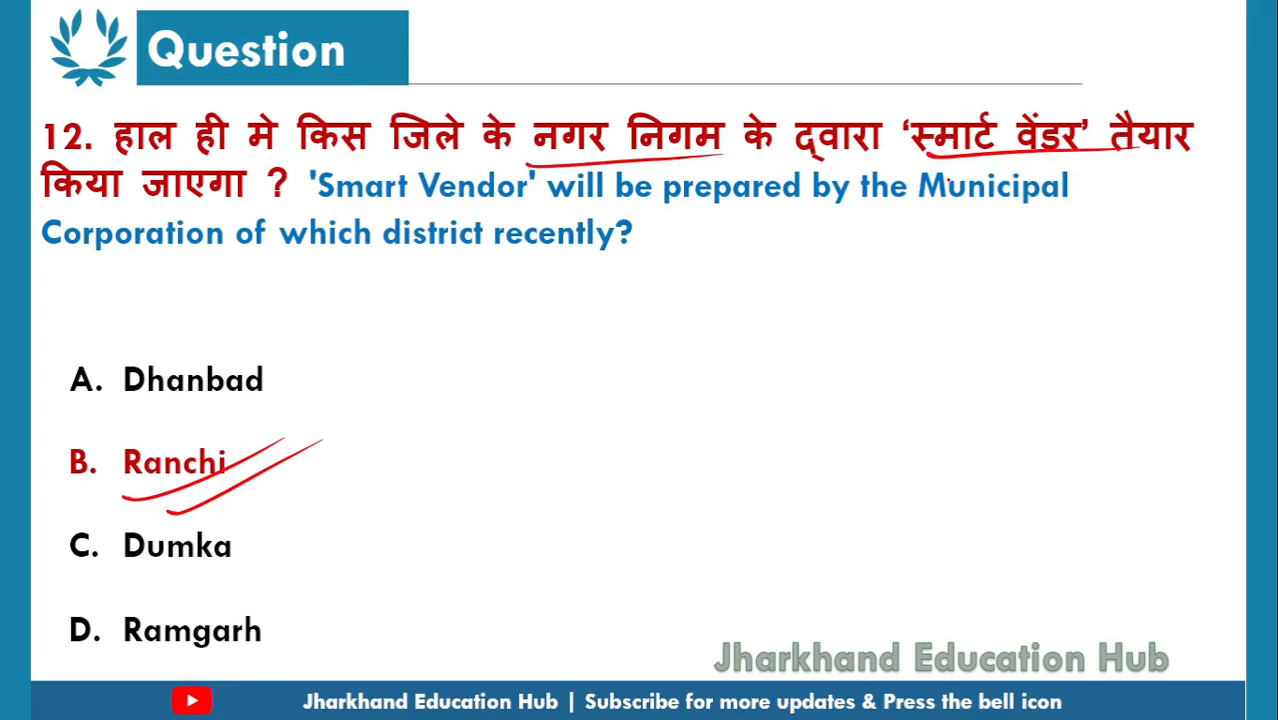 Question
12. हाल ही मे किस जिले के नगर निगम के द्वारा ‘स्मार्ट वेंडर’ तैयार
किया जाएगा ? 'Smart Vendor' will be prepared by the Municipal
Corporation of which district recently?
A. Dhanbad
B. Ranchi
C. Dumka
D. Ramgarh
Jharkhand Education Hub
Jharkhand Education Hub | Subscribe for more updates & Press the bell icon